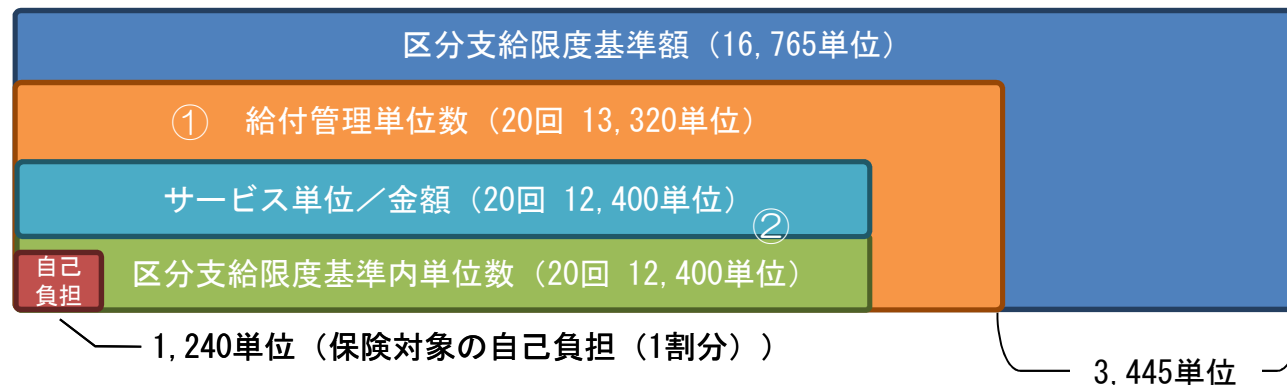 区分支給限度基準額（16,765単位）
① 給付管理単位数（20回 13,320単位）
サービス単位／金額（20回 12,400単位）
②
自己
負担
区分支給限度基準内単位数（20回 12,400単位）
1,240単位（保険対象の自己負担（1割分））
3,445単位